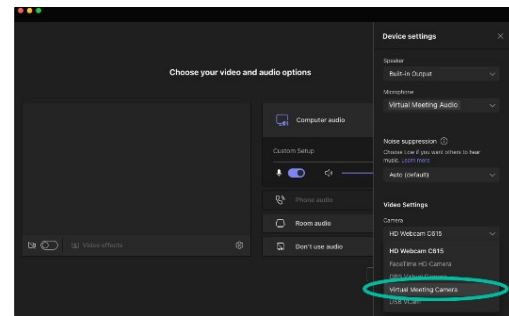 Device settings
Choose your video and audio options
Speaker
Built-in Output
Microphone
Virtual Meeting Audio
Computer audio
Noise suppression
Choose Low if you want others to hear
music. Learn more
Custom Setup
Auto (default)
Phone audio
Video Settings
Room audio
Camera
HD Webcam C615
Video effects
Don't use audio
HD Webcam C615
FaceTime HD Camera
OBS Virtual Camera
Virtual Meeting Camera
USB VCam